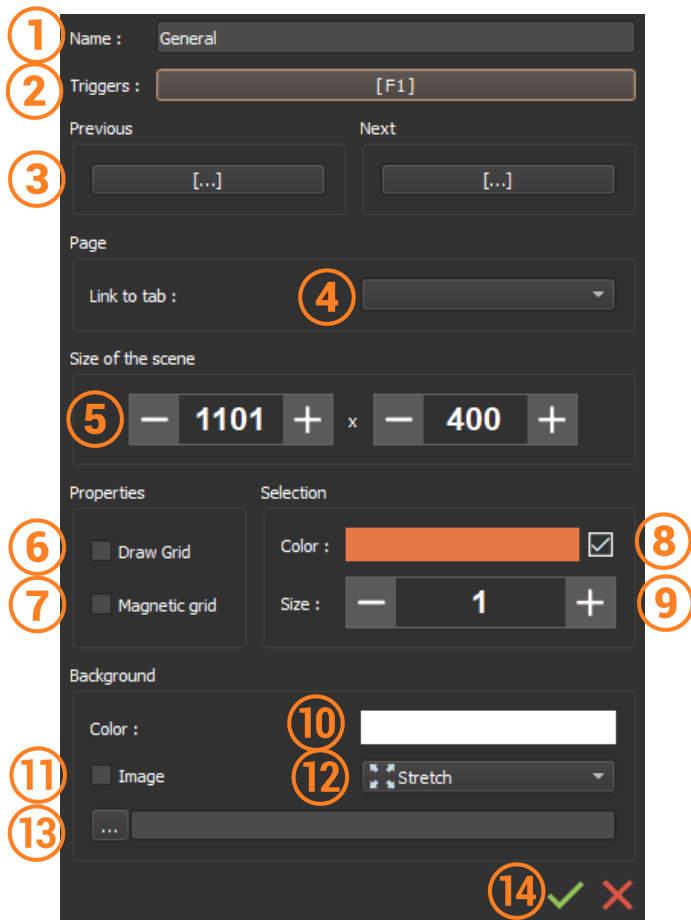 1 Name : General
2 Triggers : [F1]
Previous Next
3 [...] [...]
Page
Link to tab : 4
Size of the scene
5 − 1101 + x − 400 +
Properties Selection
6 Draw Grid Color : 8
7 Magnetic grid Size : − 1 + 9
Background
Color : 10
11 Image 12 Stretch
13 ...
14